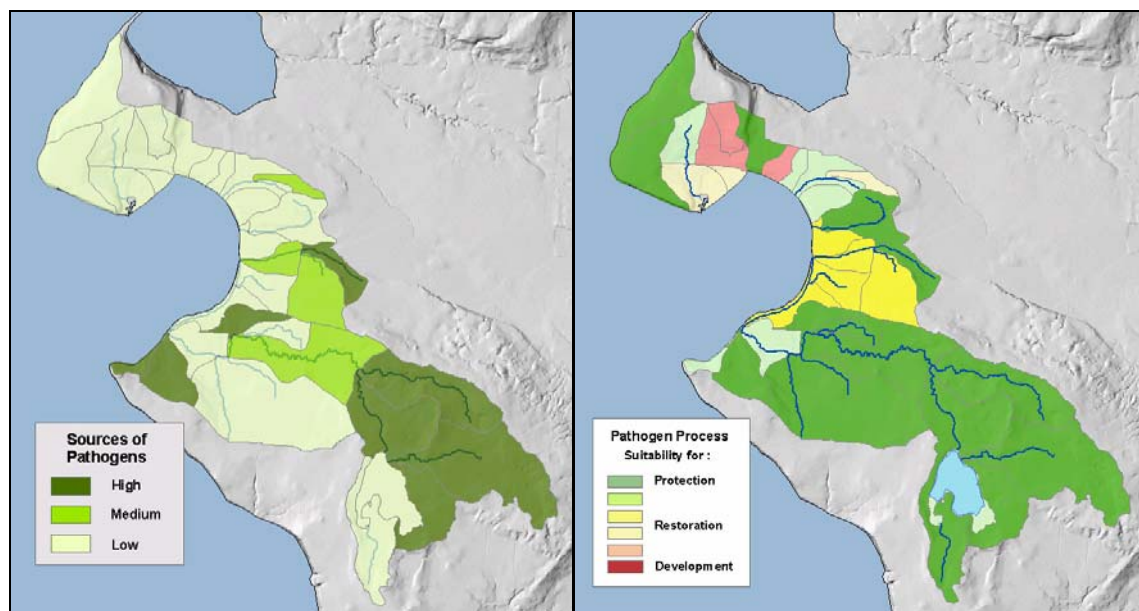 Sources of
Pathogens
High
Medium
Low
Pathogen Process
Suitability for :
Protection
Restoration
Development